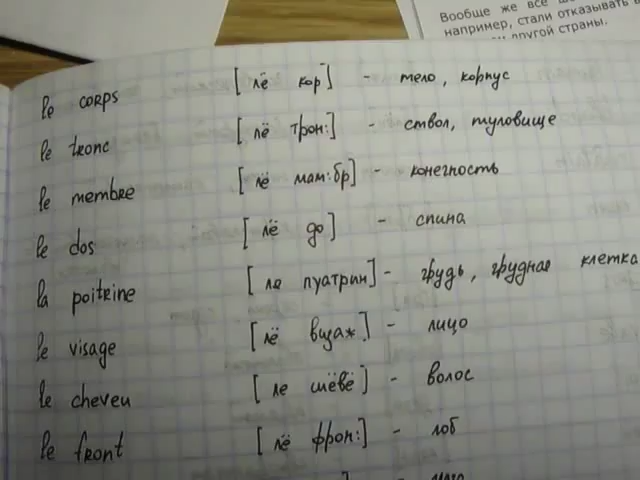 Вообще же все
например, стали отказывать в
другой страны.
le corps [лё кор] - тело, корпус
le tronc [лё трон:] - ствол, туловище
le membre [лё мам:бр] - конечность
le dos [лё до] - спина
la poitrine [ля пуатрин] - грудь, грудная клетка
le visage [лё визаж] - лицо
le cheveu [ле шёвё] - волос
le front [лё фрон:] - лоб